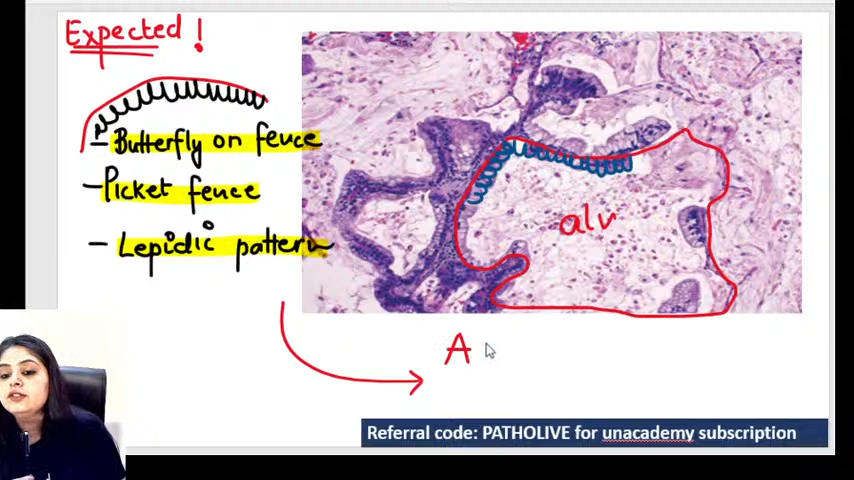 Expected !
- Butterfly on fence
- Picket fence
- Lepidic pattern
alv
A
Referral code: PATHOLIVE for unacademy subscription